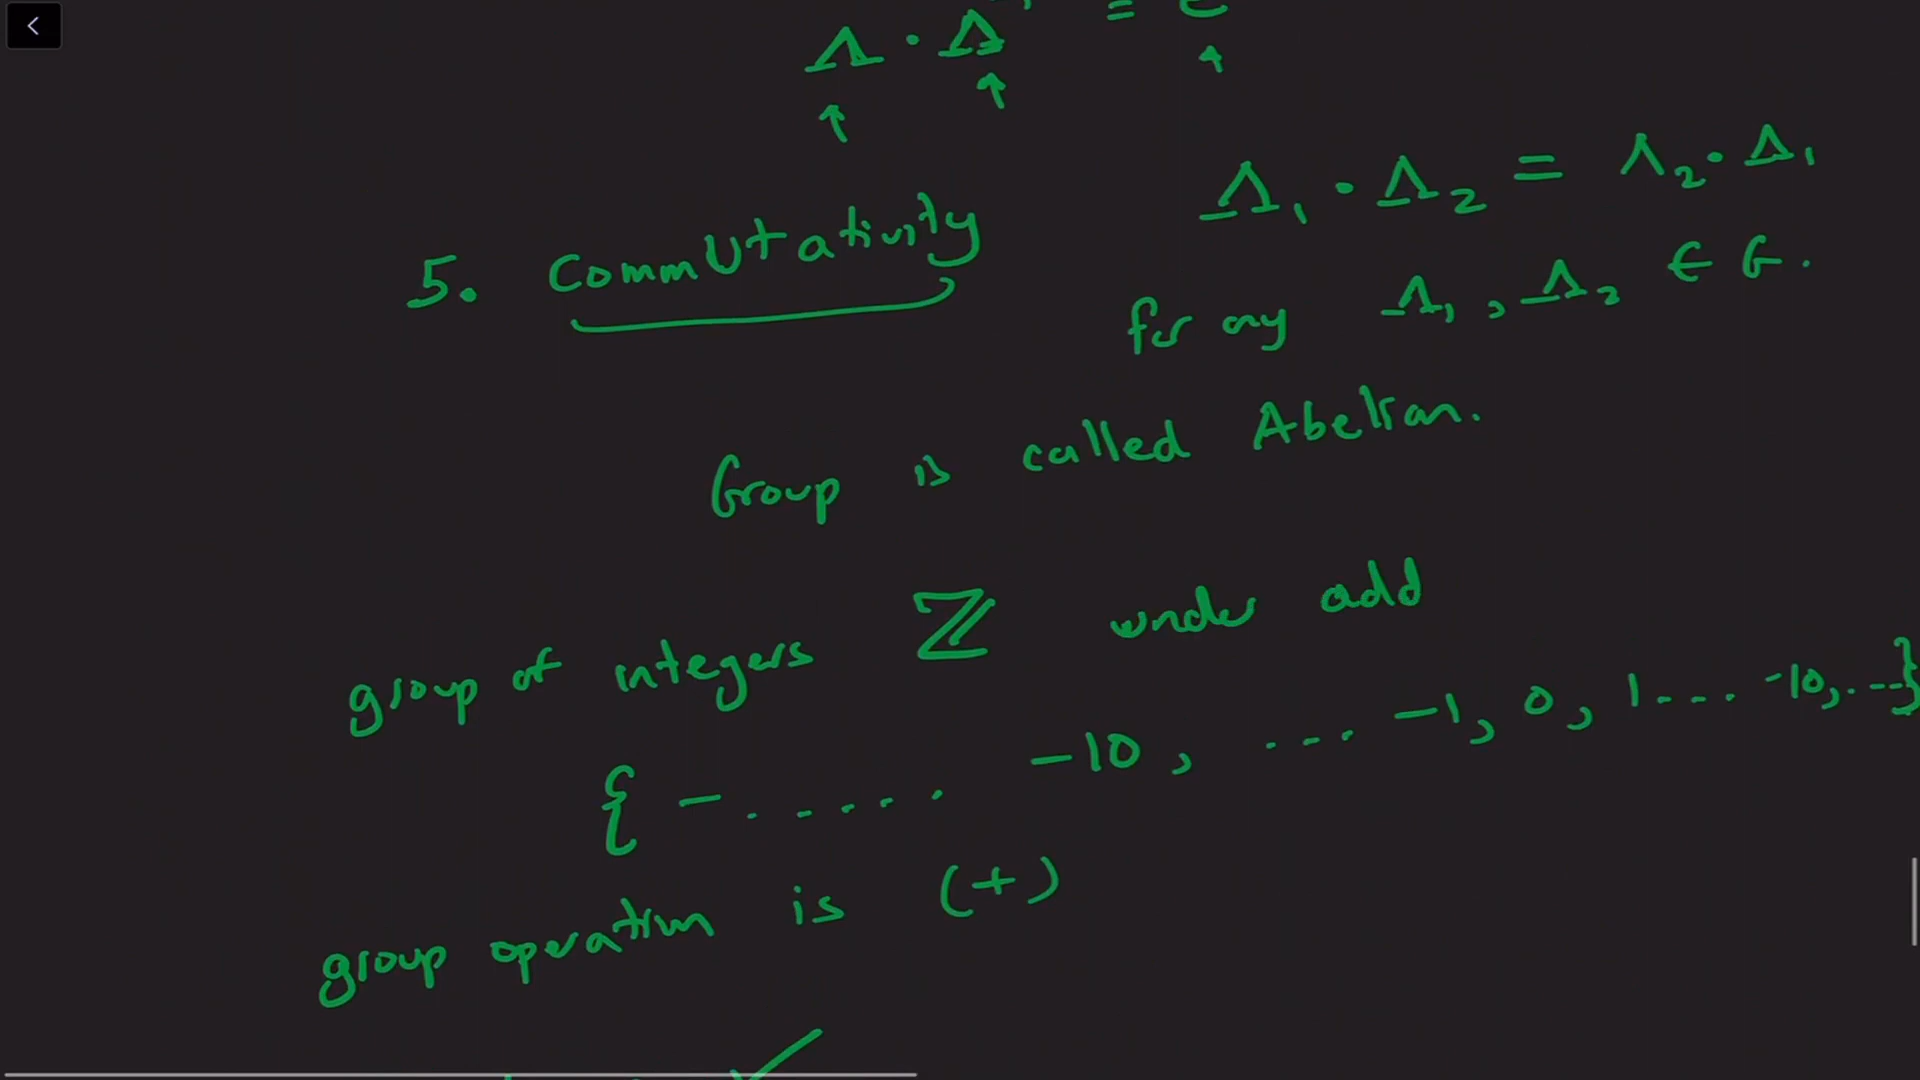 Λ · Λ = e
5. Commutativity
Λ₁ · Λ₂ = Λ₂ · Λ₁
for any Λ₁, Λ₂ ∈ G.
Group is called Abelian.
group of integers ℤ under add
{ - ..... -10, ... -1, 0, 1 ... -10, ... }
group operation is (+)